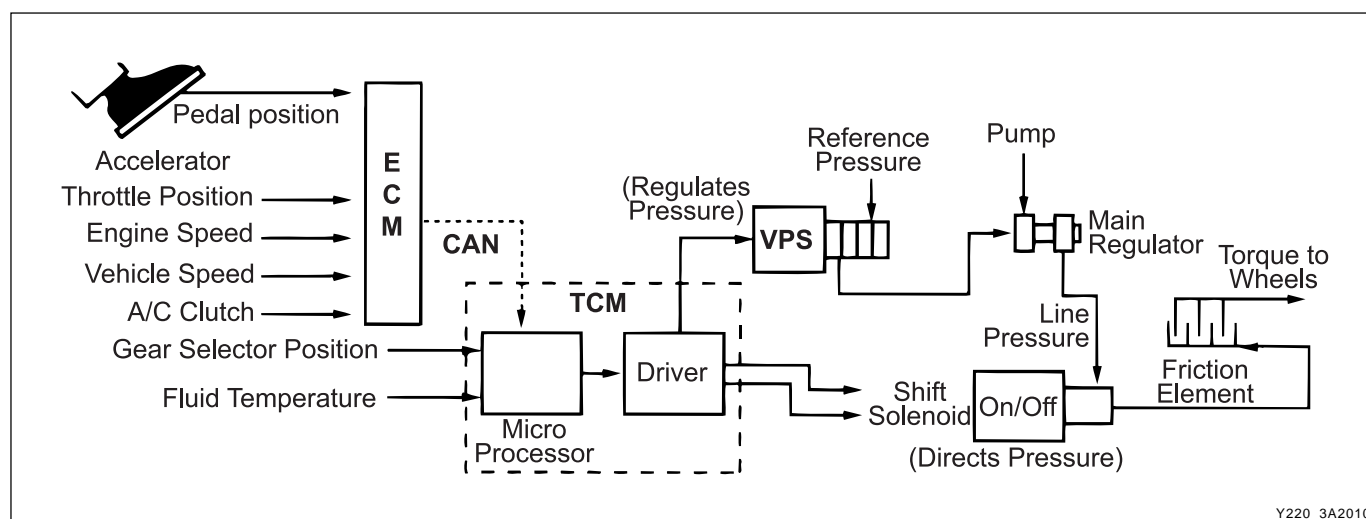 Pedal position
Accelerator
Throttle Position
Engine Speed
Vehicle Speed
A/C Clutch
Gear Selector Position
Fluid Temperature
E
C
M
CAN
TCM
Micro
Processor
Driver
(Regulates
Pressure)
VPS
Reference
Pressure
Pump
Main
Regulator
Line
Pressure
Shift
Solenoid
On/Off
(Directs Pressure)
Torque to
Wheels
Friction
Element
Y220_3A2010